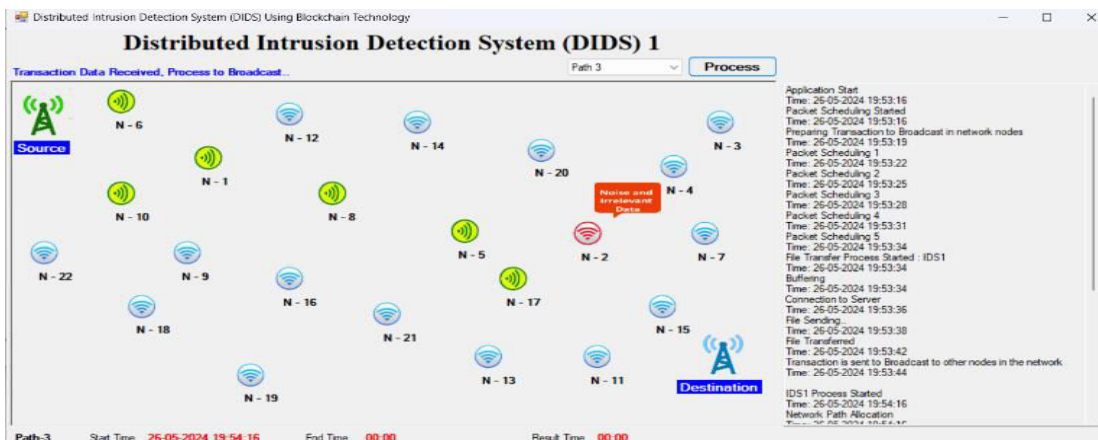 Distributed Intrusion Detection System (DIDS) Using Blockchain Technology
Distributed Intrusion Detection System (DIDS) 1
Transaction Data Received, Process to Broadcast...
Path 3
Process
Source
N - 6
N - 12
N - 14
N - 3
N - 1
N - 20
N - 4
Noise and
Irrelevant
Data
N - 10
N - 8
N - 5
N - 2
N - 7
N - 22
N - 9
N - 16
N - 17
N - 18
N - 21
N - 15
N - 13
N - 11
Destination
N - 19
Application Start
Time: 26-05-2024 19:53:16
Packet Scheduling Started
Time: 26-05-2024 19:53:16
Preparing Transaction to Broadcast in network nodes
Time: 26-05-2024 19:53:19
Packet Scheduling 1
Time: 26-05-2024 19:53:22
Packet Scheduling 2
Time: 26-05-2024 19:53:25
Packet Scheduling 3
Time: 26-05-2024 19:53:28
Packet Scheduling 4
Time: 26-05-2024 19:53:31
Packet Scheduling 5
Time: 26-05-2024 19:53:34
File Transfer Process Started : IDS1
Time: 26-05-2024 19:53:34
Buffering
Time: 26-05-2024 19:53:34
Connection to Server
Time: 26-05-2024 19:53:36
File Sending..
Time: 26-05-2024 19:53:38
File Transferred
Time: 26-05-2024 19:53:42
Transaction is sent to Broadcast to other nodes in the network
Time: 26-05-2024 19:53:44
IDS1 Process Started
Time: 26-05-2024 19:54:16
Network Path Allocation
Path-3 Start Time 26-05-2024 19:54:16 End Time 00:00 Result Time 00:00